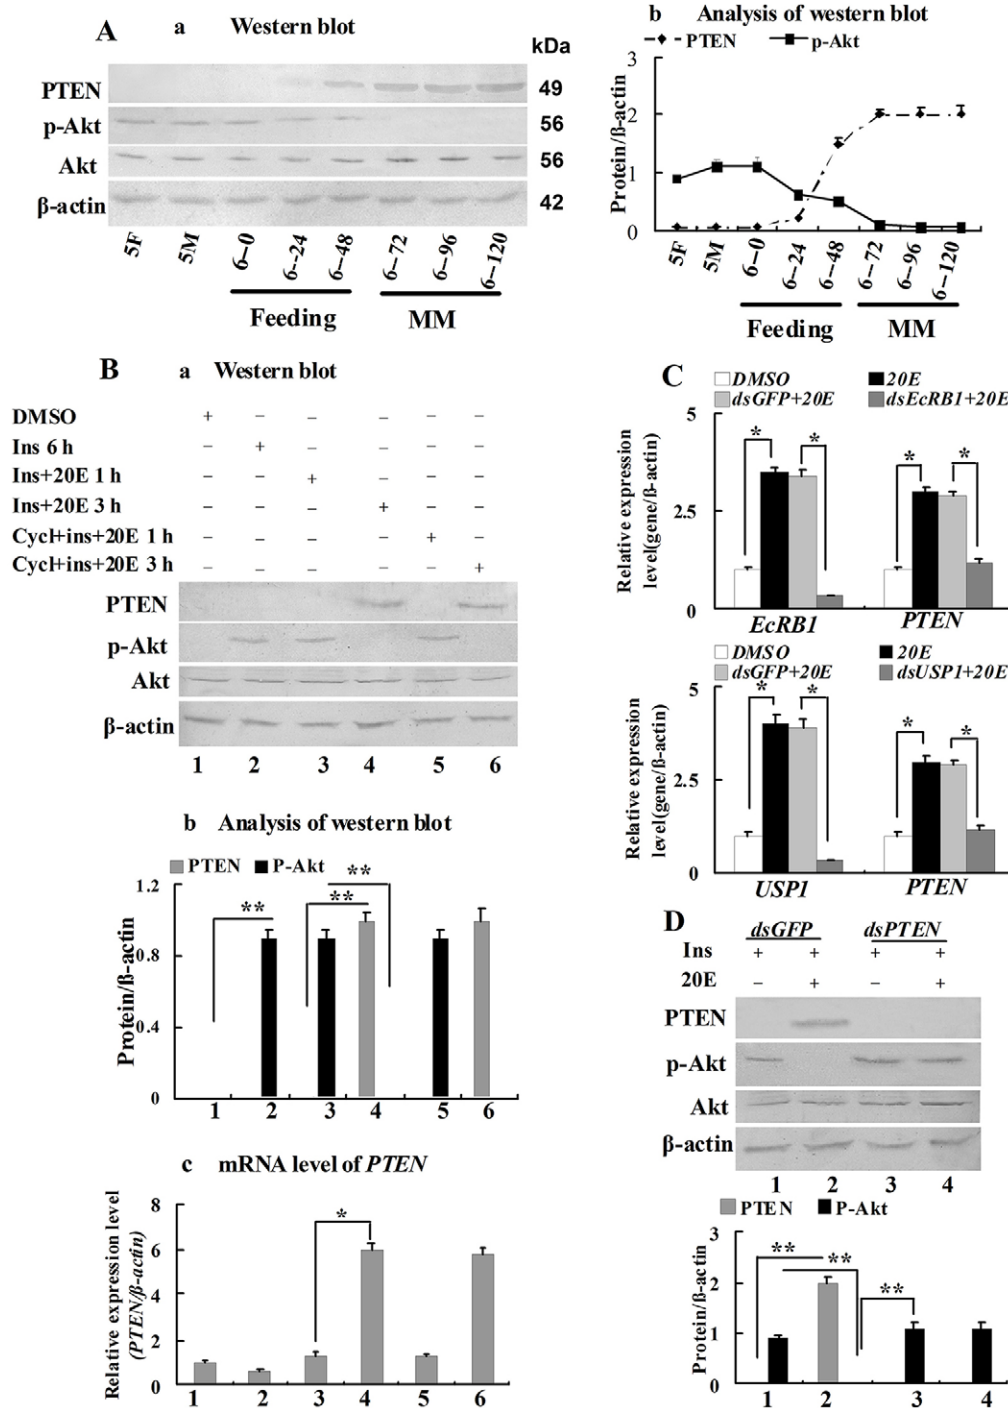 A
a Western blot
kDa
PTEN 49
p-Akt 56
Akt 56
β-actin 42
5F 5M 6--0 6--24 6--48 6--72 6--96 6--120
Feeding MM
b Analysis of western blot
PTEN p-Akt
Protein/ß-actin
3
2
1
0
5F 5M 6--0 6--24 6--48 6--72 6--96 6--120
Feeding MM
B a Western blot
DMSO + – – – – –
Ins 6 h – + – – – –
Ins+20E 1 h – – + – – –
Ins+20E 3 h – – – + – –
Cycl+ins+20E 1 h – – – – + –
Cycl+ins+20E 3 h – – – – – +
PTEN
p-Akt
Akt
β-actin
1 2 3 4 5 6
b Analysis of western blot
PTEN P-Akt
Protein/ß-actin
1.2
0.8
0.4
0
** ** **
1 2 3 4 5 6
c mRNA level of PTEN
Relative expression level
(PTEN/β-actin)
8
6
4
2
0
*
1 2 3 4 5 6
C
DMSO 20E
dsGFP+20E dsEcRB1+20E
Relative expression
level(gene/ß-actin)
5
2.5
0
* * * *
EcRB1 PTEN
DMSO 20E
dsGFP+20E dsUSP1+20E
Relative expression
level(gene/ß-actin)
5
2.5
0
* * * *
USP1 PTEN
D
dsGFP dsPTEN
Ins + + + +
20E – + – +
PTEN
p-Akt
Akt
β-actin
1 2 3 4
PTEN P-Akt
Protein/ß-actin
3
2
1
0
** ** **
1 2 3 4